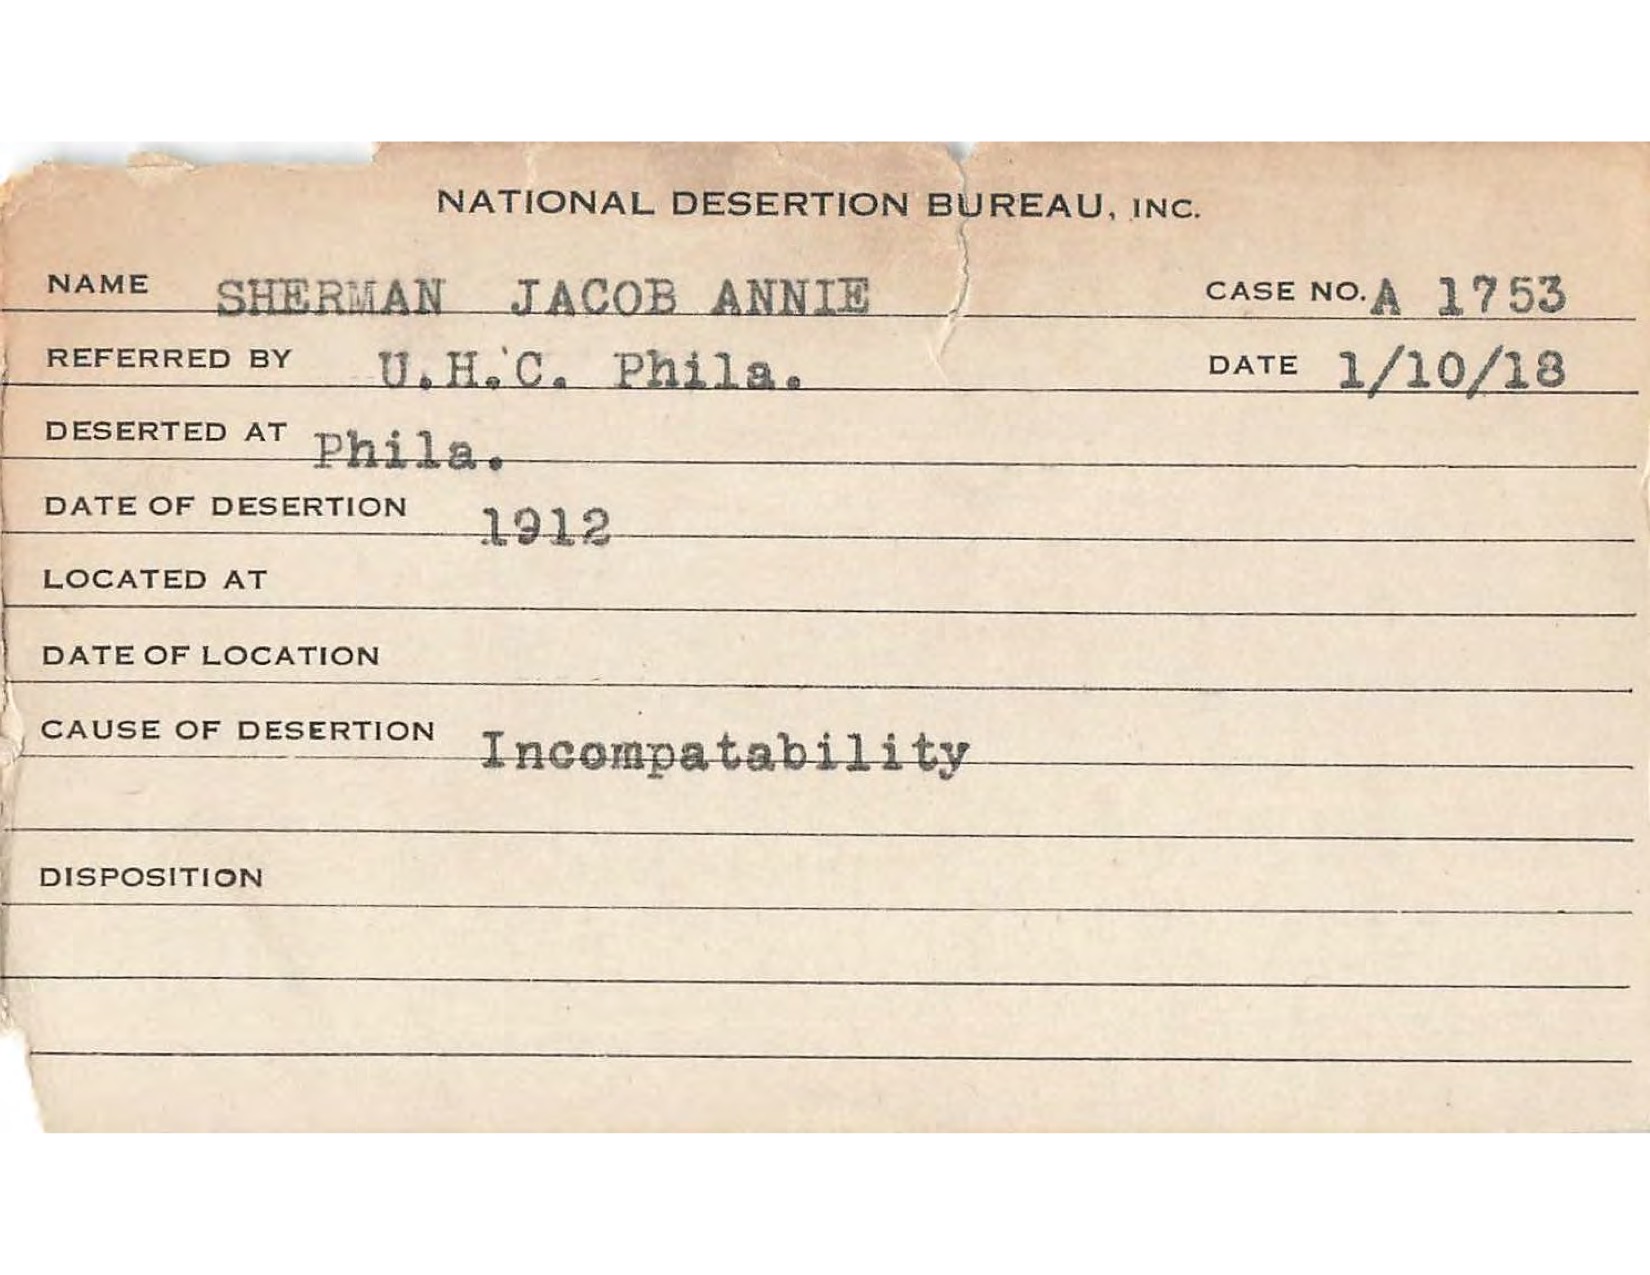 NATIONAL DESERTION BUREAU, INC.
NAME SHERMAN JACOB ANNIE CASE NO. A 1753
REFERRED BY U.H.C. Phila. DATE 1/10/18
DESERTED AT Phila.
DATE OF DESERTION 1912
LOCATED AT
DATE OF LOCATION
CAUSE OF DESERTION Incompatability
DISPOSITION